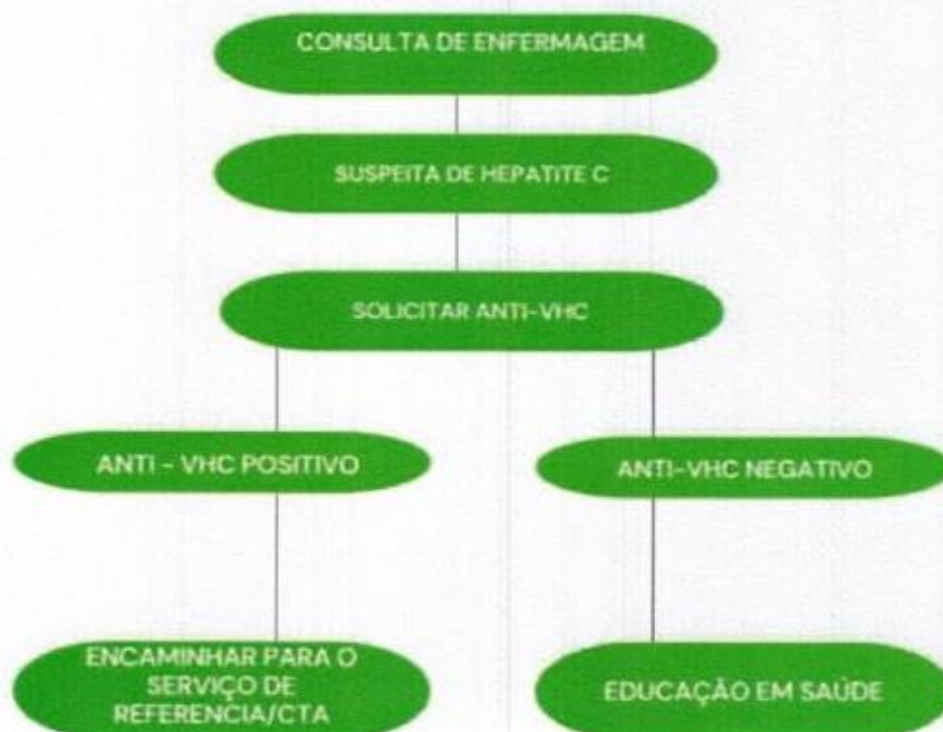 CONSULTA DE ENFERMAGEM
SUSPEITA DE HEPATITE C
SOLICITAR ANTI-VHC
ANTI - VHC POSITIVO
ANTI-VHC NEGATIVO
ENCAMINHAR PARA O
SERVIÇO DE
REFERENCIA/CTA
EDUCAÇÃO EM SAÚDE